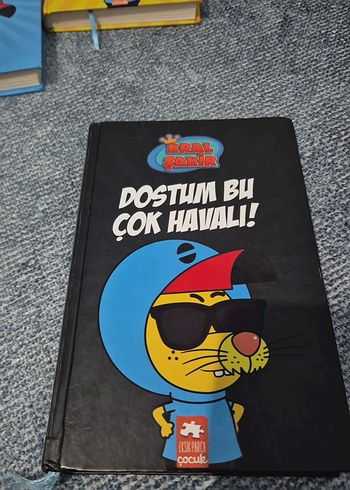 KRAL
ŞAKİR
DOSTUM BU
ÇOK HAVALI!
EKSİK PARÇA
çocuk